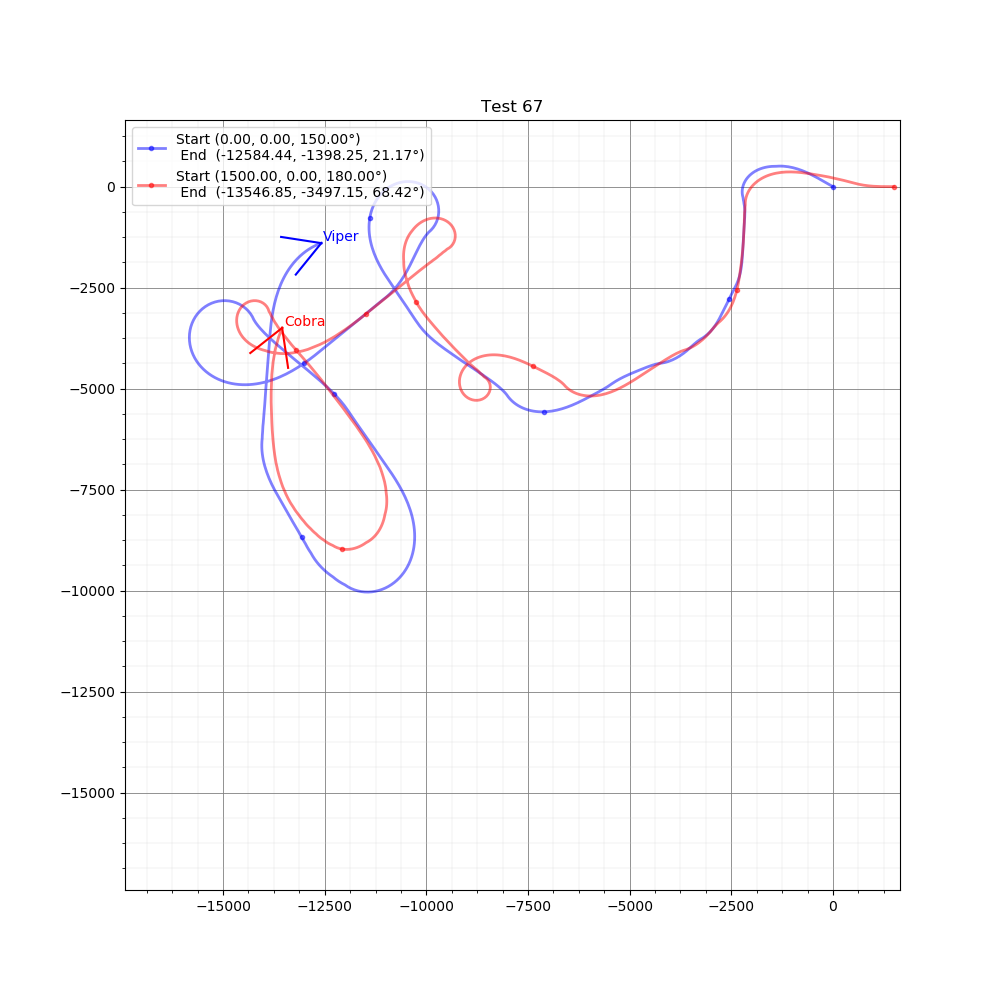 Test 67
Start (0.00, 0.00, 150.00°)
End (-12584.44, -1398.25, 21.17°)
Start (1500.00, 0.00, 180.00°)
End (-13546.85, -3497.15, 68.42°)
Viper
Cobra
0
−2500
−5000
−7500
−10000
−12500
−15000
−15000 −12500 −10000 −7500 −5000 −2500 0